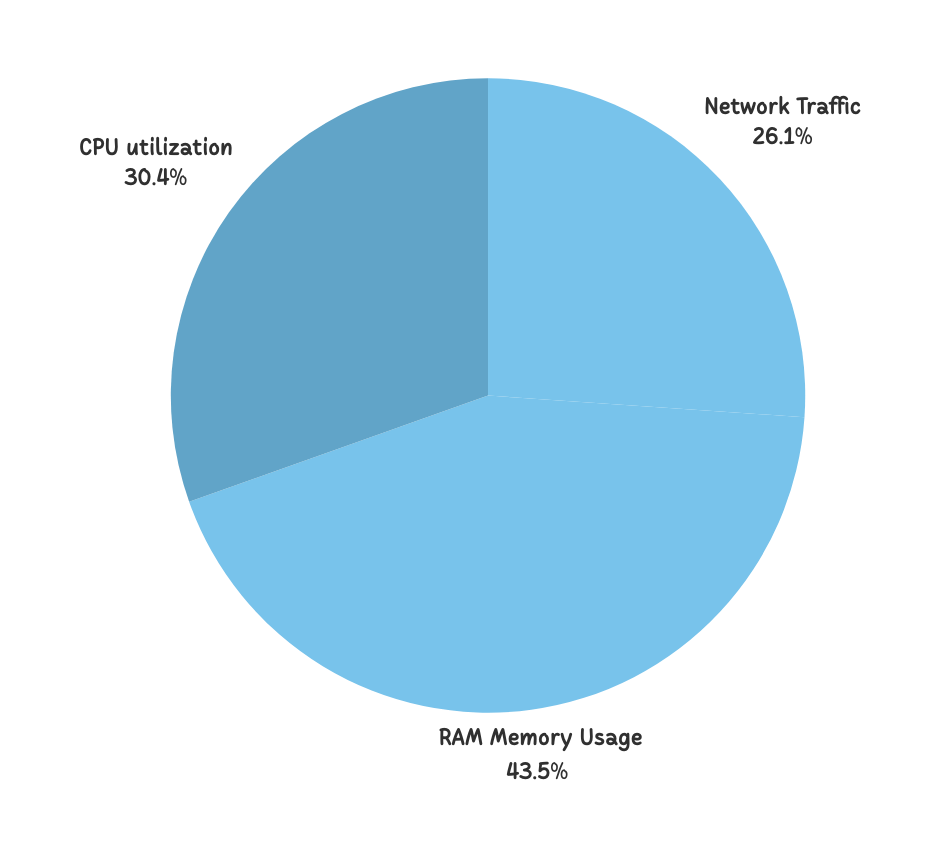 Network Traffic
26.1%
CPU utilization
30.4%
RAM Memory Usage
43.5%